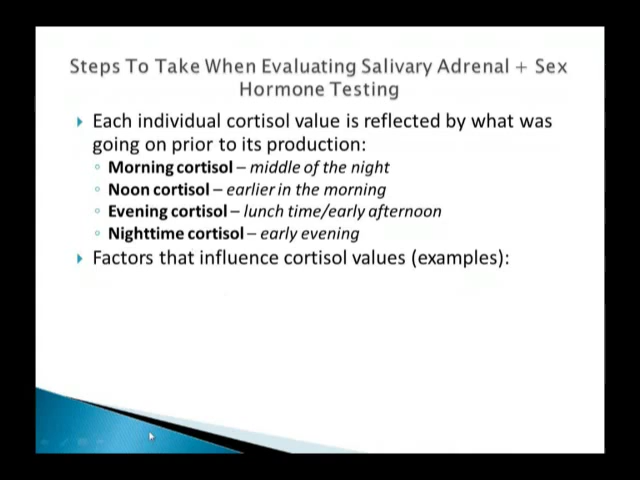 Steps To Take When Evaluating Salivary Adrenal + Sex
Hormone Testing
Each individual cortisol value is reflected by what was
going on prior to its production:
Morning cortisol – middle of the night
Noon cortisol – earlier in the morning
Evening cortisol – lunch time/early afternoon
Nighttime cortisol – early evening
Factors that influence cortisol values (examples):